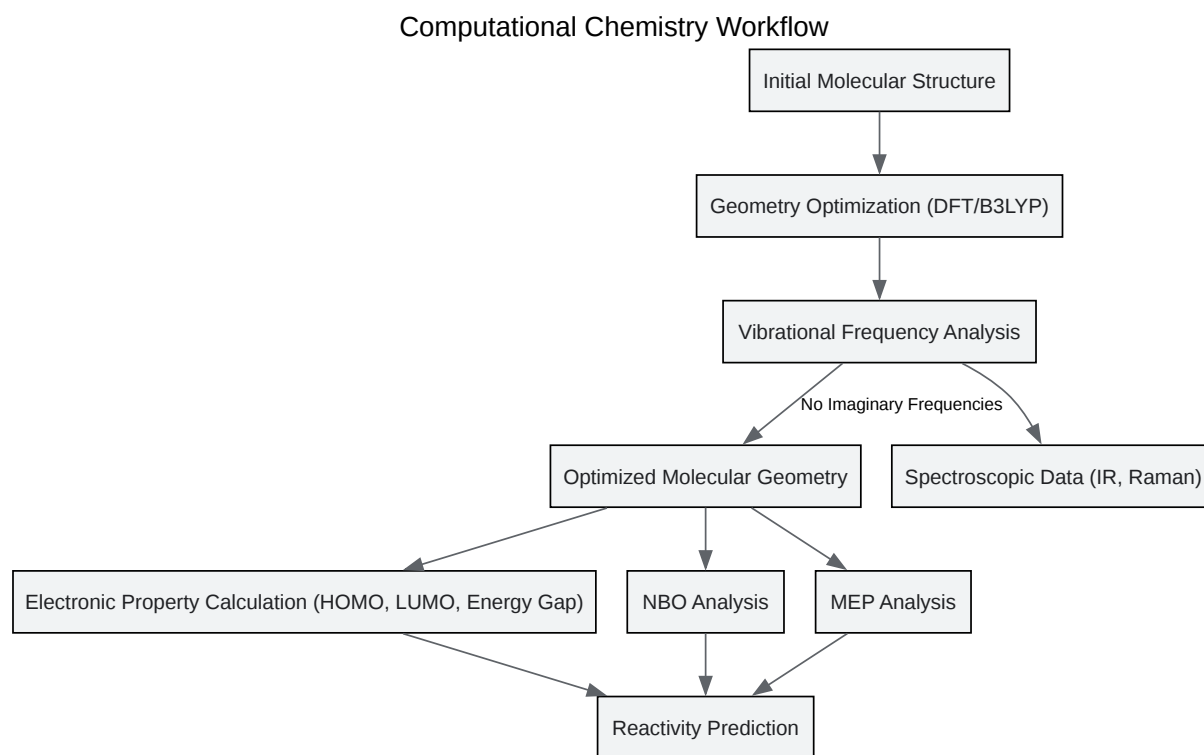 Computational Chemistry Workflow
Initial Molecular Structure
Geometry Optimization (DFT/B3LYP)
Vibrational Frequency Analysis
No Imaginary Frequencies
Optimized Molecular Geometry
Spectroscopic Data (IR, Raman)
Electronic Property Calculation (HOMO, LUMO, Energy Gap)
NBO Analysis
MEP Analysis
Reactivity Prediction